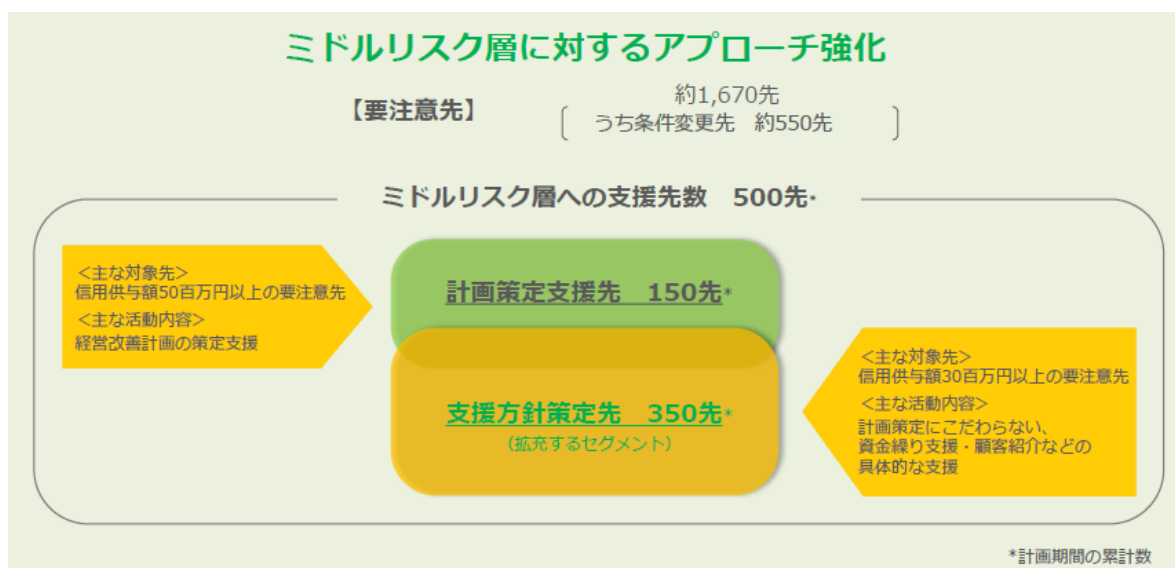 ミドルリスク層に対するアプローチ強化
【要注意先】
約1,670先
うち条件変更先 約550先
ミドルリスク層への支援先数 500先*
<主な対象先>
信用供与額50百万円以上の要注意先
<主な活動内容>
経営改善計画の策定支援
計画策定支援先 150先*
支援方針策定先 350先*
(拡充するセグメント)
<主な対象先>
信用供与額30百万円以上の要注意先
<主な活動内容>
計画策定にこだわらない、
資金繰り支援・顧客紹介などの
具体的な支援
*計画期間の累計数